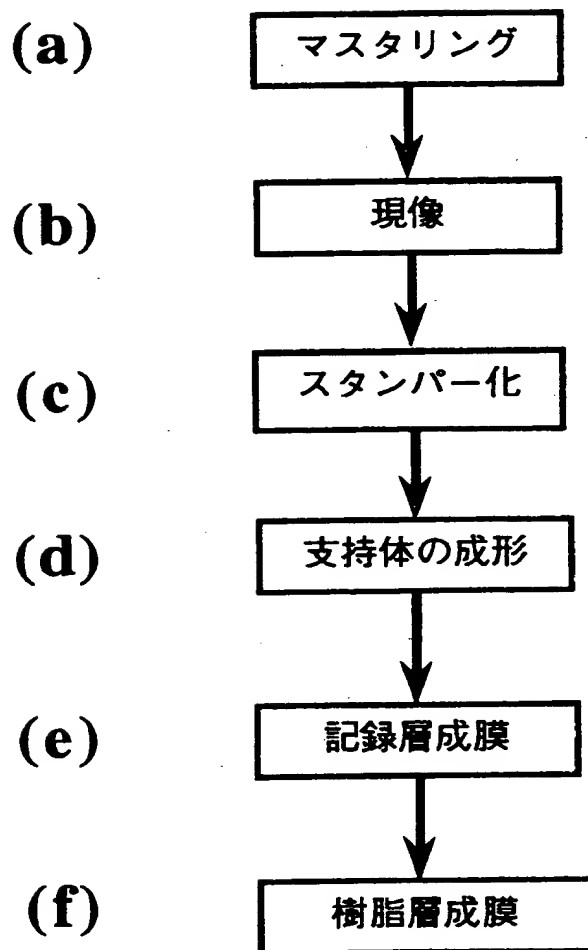 (a) マスタリング
(b) 現像
(c) スタンパー化
(d) 支持体の成形
(e) 記録層成膜
(f) 樹脂層成膜